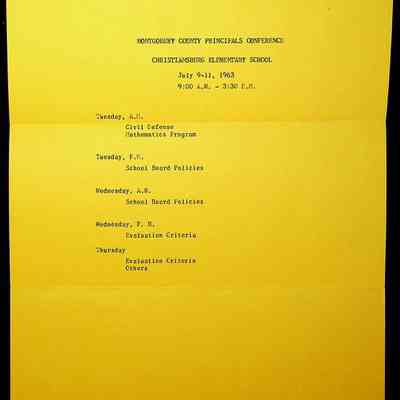 MONTGOMERY COUNTY PRINCIPALS CONFERENCE
CHRISTIANSBURG ELEMENTARY SCHOOL
July 9-11, 1963
9:00 A.M. - 3:30 P.M.
Tuesday, A.M.
Civil Defense
Mathematics Program
Tuesday, P.M.
School Board Policies
Wednesday, A.M.
School Board Policies
Wednesday, P. M.
Evaluation Criteria
Thursday
Evaluation Criteria
Others